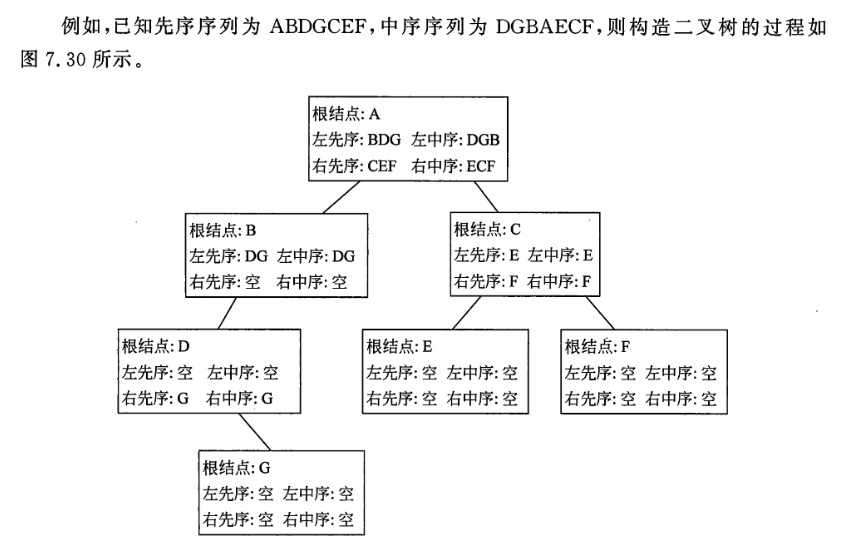 例如,已知先序序列为 ABDGCEF,中序序列为 DGBAECF,则构造二叉树的过程如
图 7.30 所示。
根结点: A
左先序: BDG 左中序: DGB
右先序: CEF 右中序: ECF
根结点: B
左先序: DG 左中序: DG
右先序: 空 右中序: 空
根结点: C
左先序: E 左中序: E
右先序: F 右中序: F
根结点: D
左先序: 空 左中序: 空
右先序: G 右中序: G
根结点: E
左先序: 空 左中序: 空
右先序: 空 右中序: 空
根结点: F
左先序: 空 左中序: 空
右先序: 空 右中序: 空
根结点: G
左先序: 空 左中序: 空
右先序: 空 右中序: 空